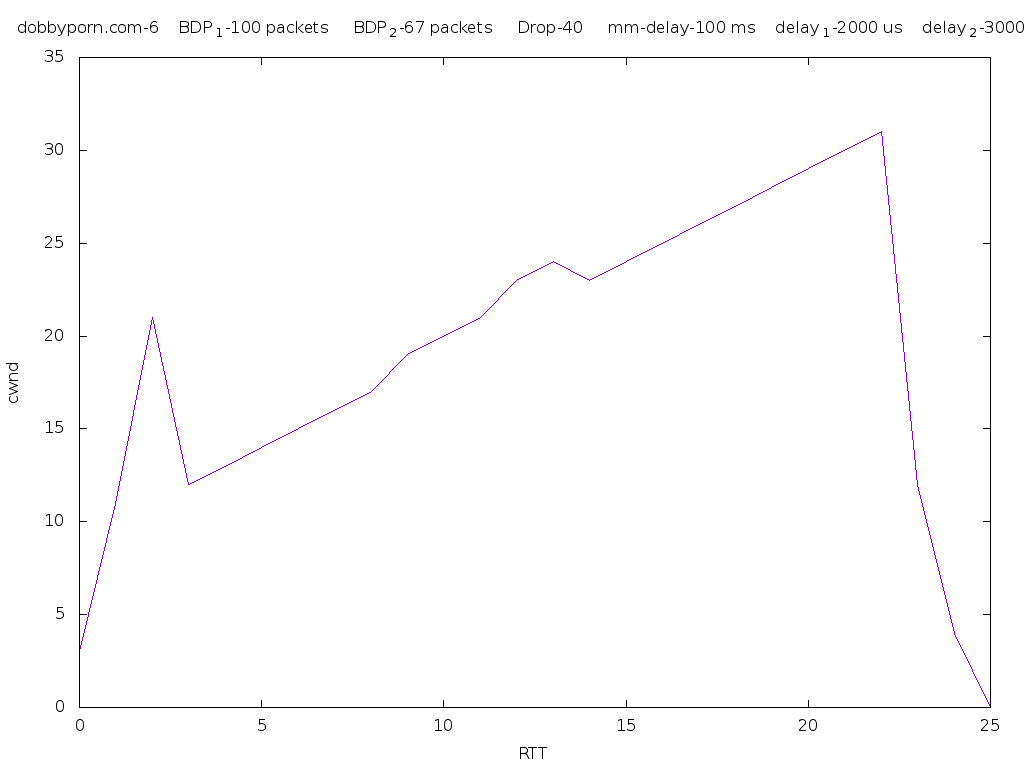 dobbyporn.com-6 BDP1-100 packets BDP2-67 packets Drop-40 mm-delay-100 ms delay1-2000 us delay2-3000
35
30
25
20
15
10
5
0
cwnd
0 5 10 15 20 25
RTT